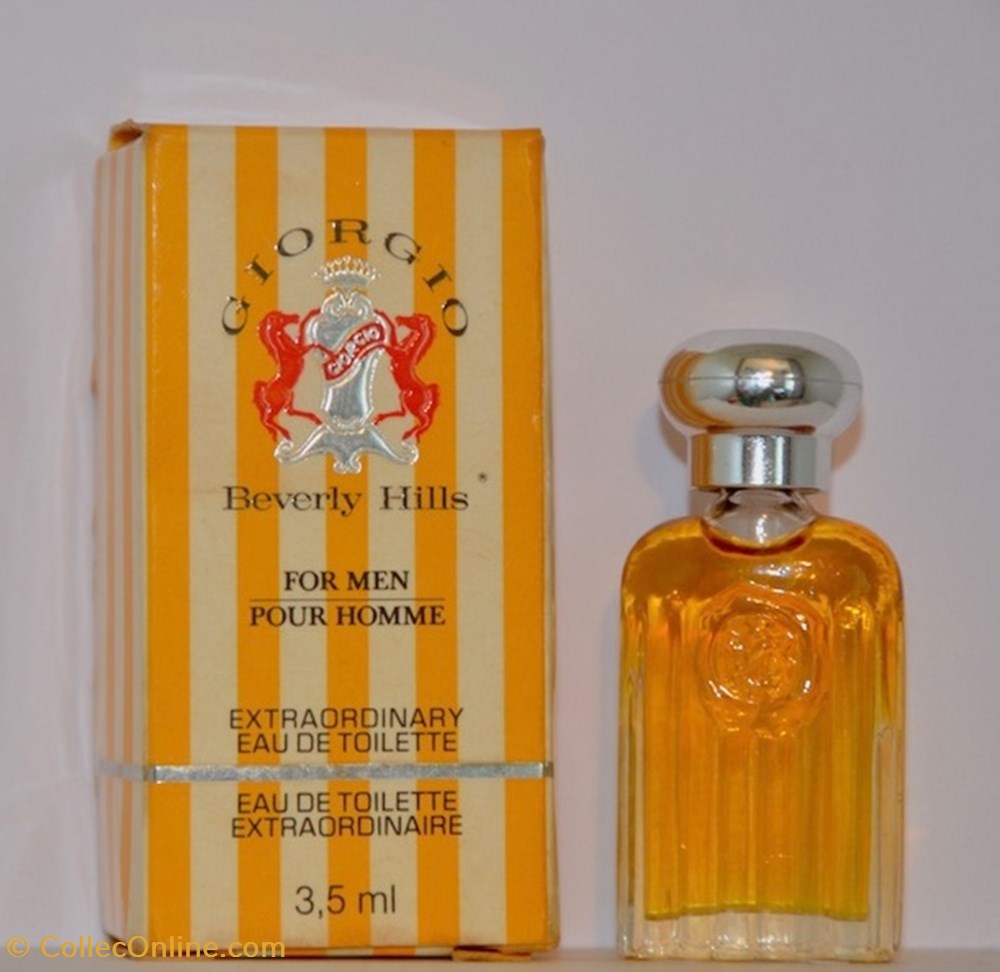 GIORGIO
GIORGIO
Beverly Hills*
FOR MEN
POUR HOMME
EXTRAORDINARY
EAU DE TOILETTE
EAU DE TOILETTE
EXTRAORDINAIRE
3,5 ml
© CollecOnline.com